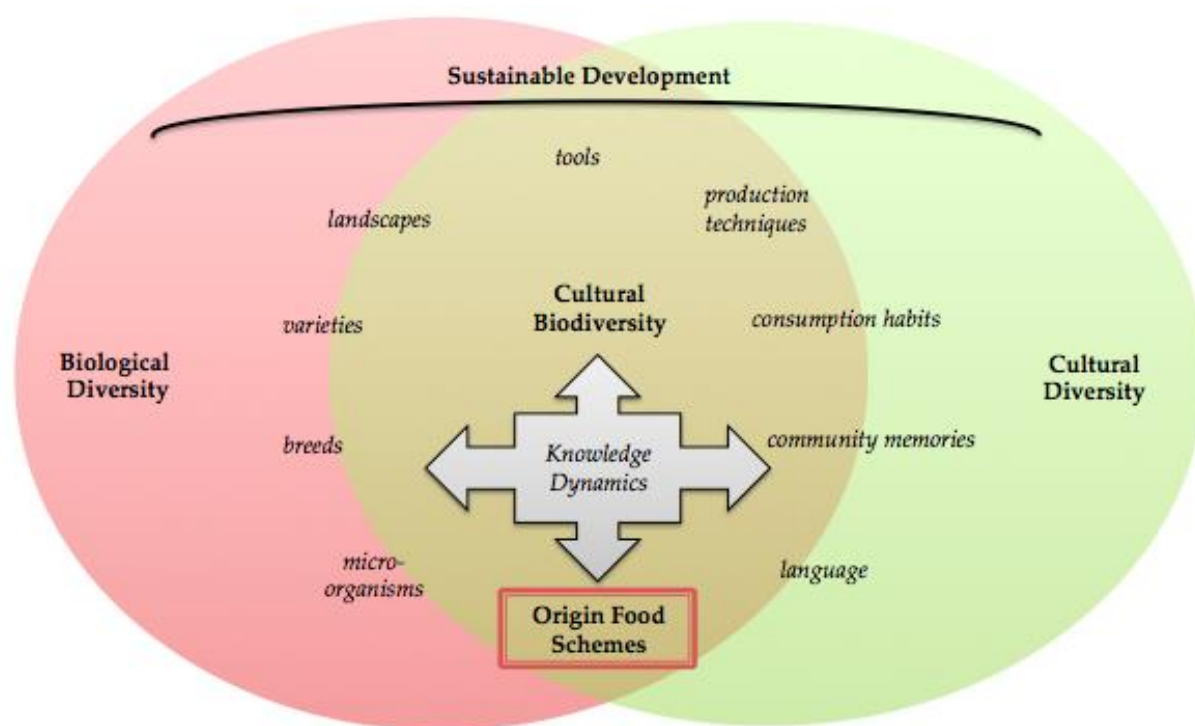 Sustainable Development
tools
production
techniques
landscapes
Cultural
Biodiversity
varieties
consumption habits
Biological
Diversity
Cultural
Diversity
breeds
Knowledge
Dynamics
community memories
micro-
organisms
language
Origin Food
Schemes